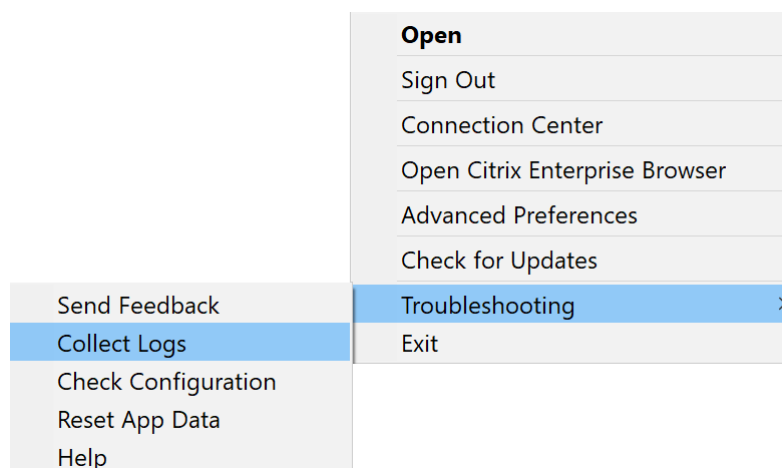 Open
Sign Out
Connection Center
Open Citrix Enterprise Browser
Advanced Preferences
Check for Updates
Troubleshooting
Exit
Send Feedback
Collect Logs
Check Configuration
Reset App Data
Help